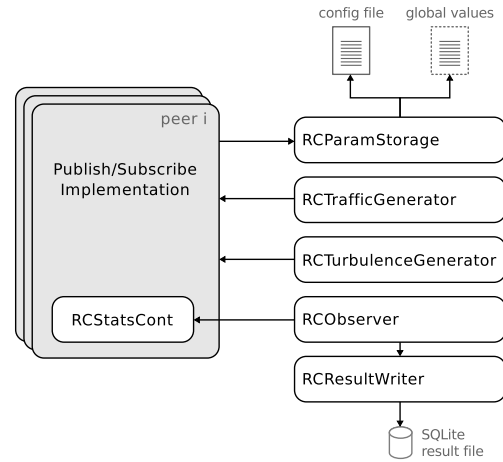 config file
global values
peer i
RCParamStorage
Publish/Subscribe
Implementation
RCTrafficGenerator
RCTurbulenceGenerator
RCStatsCont
RCObserver
RCResultWriter
SQLite
result file